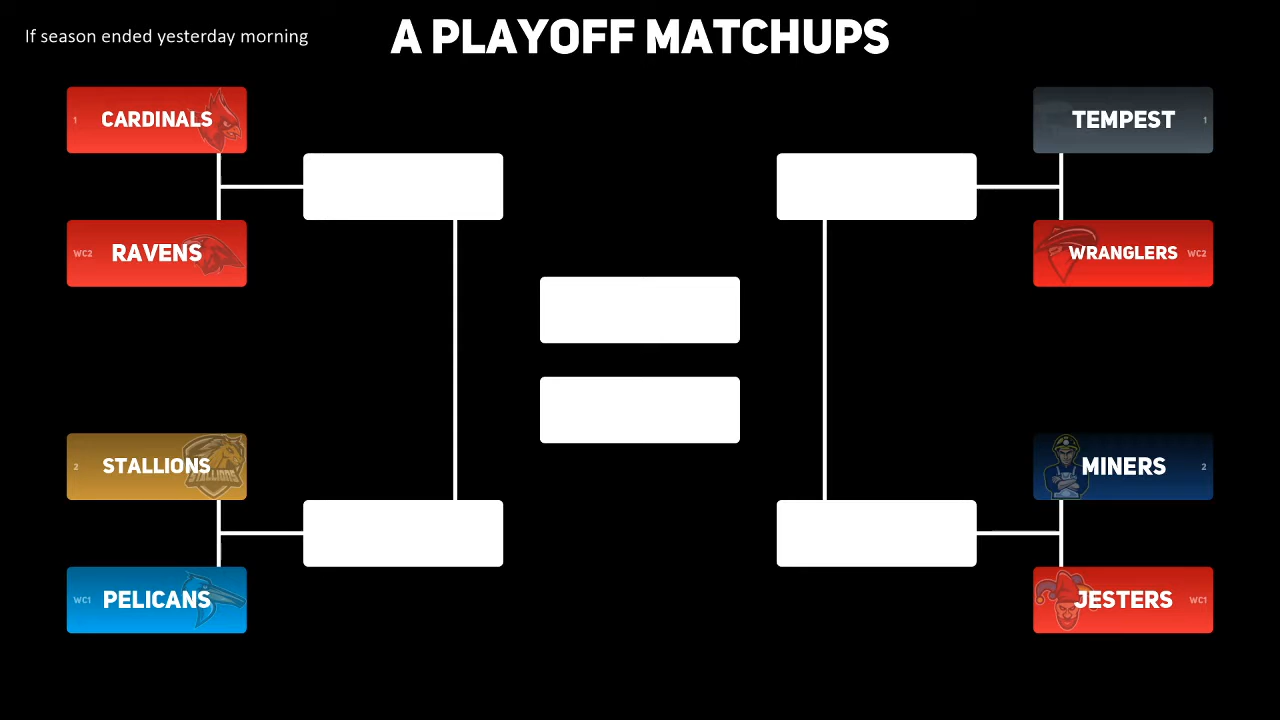 If season ended yesterday morning
A PLAYOFF MATCHUPS
1 CARDINALS
TEMPEST 1
WC2 RAVENS
WRANGLERS WC2
2 STALLIONS
STALLIONS
MINERS 2
WC1 PELICANS
JESTERS WC1